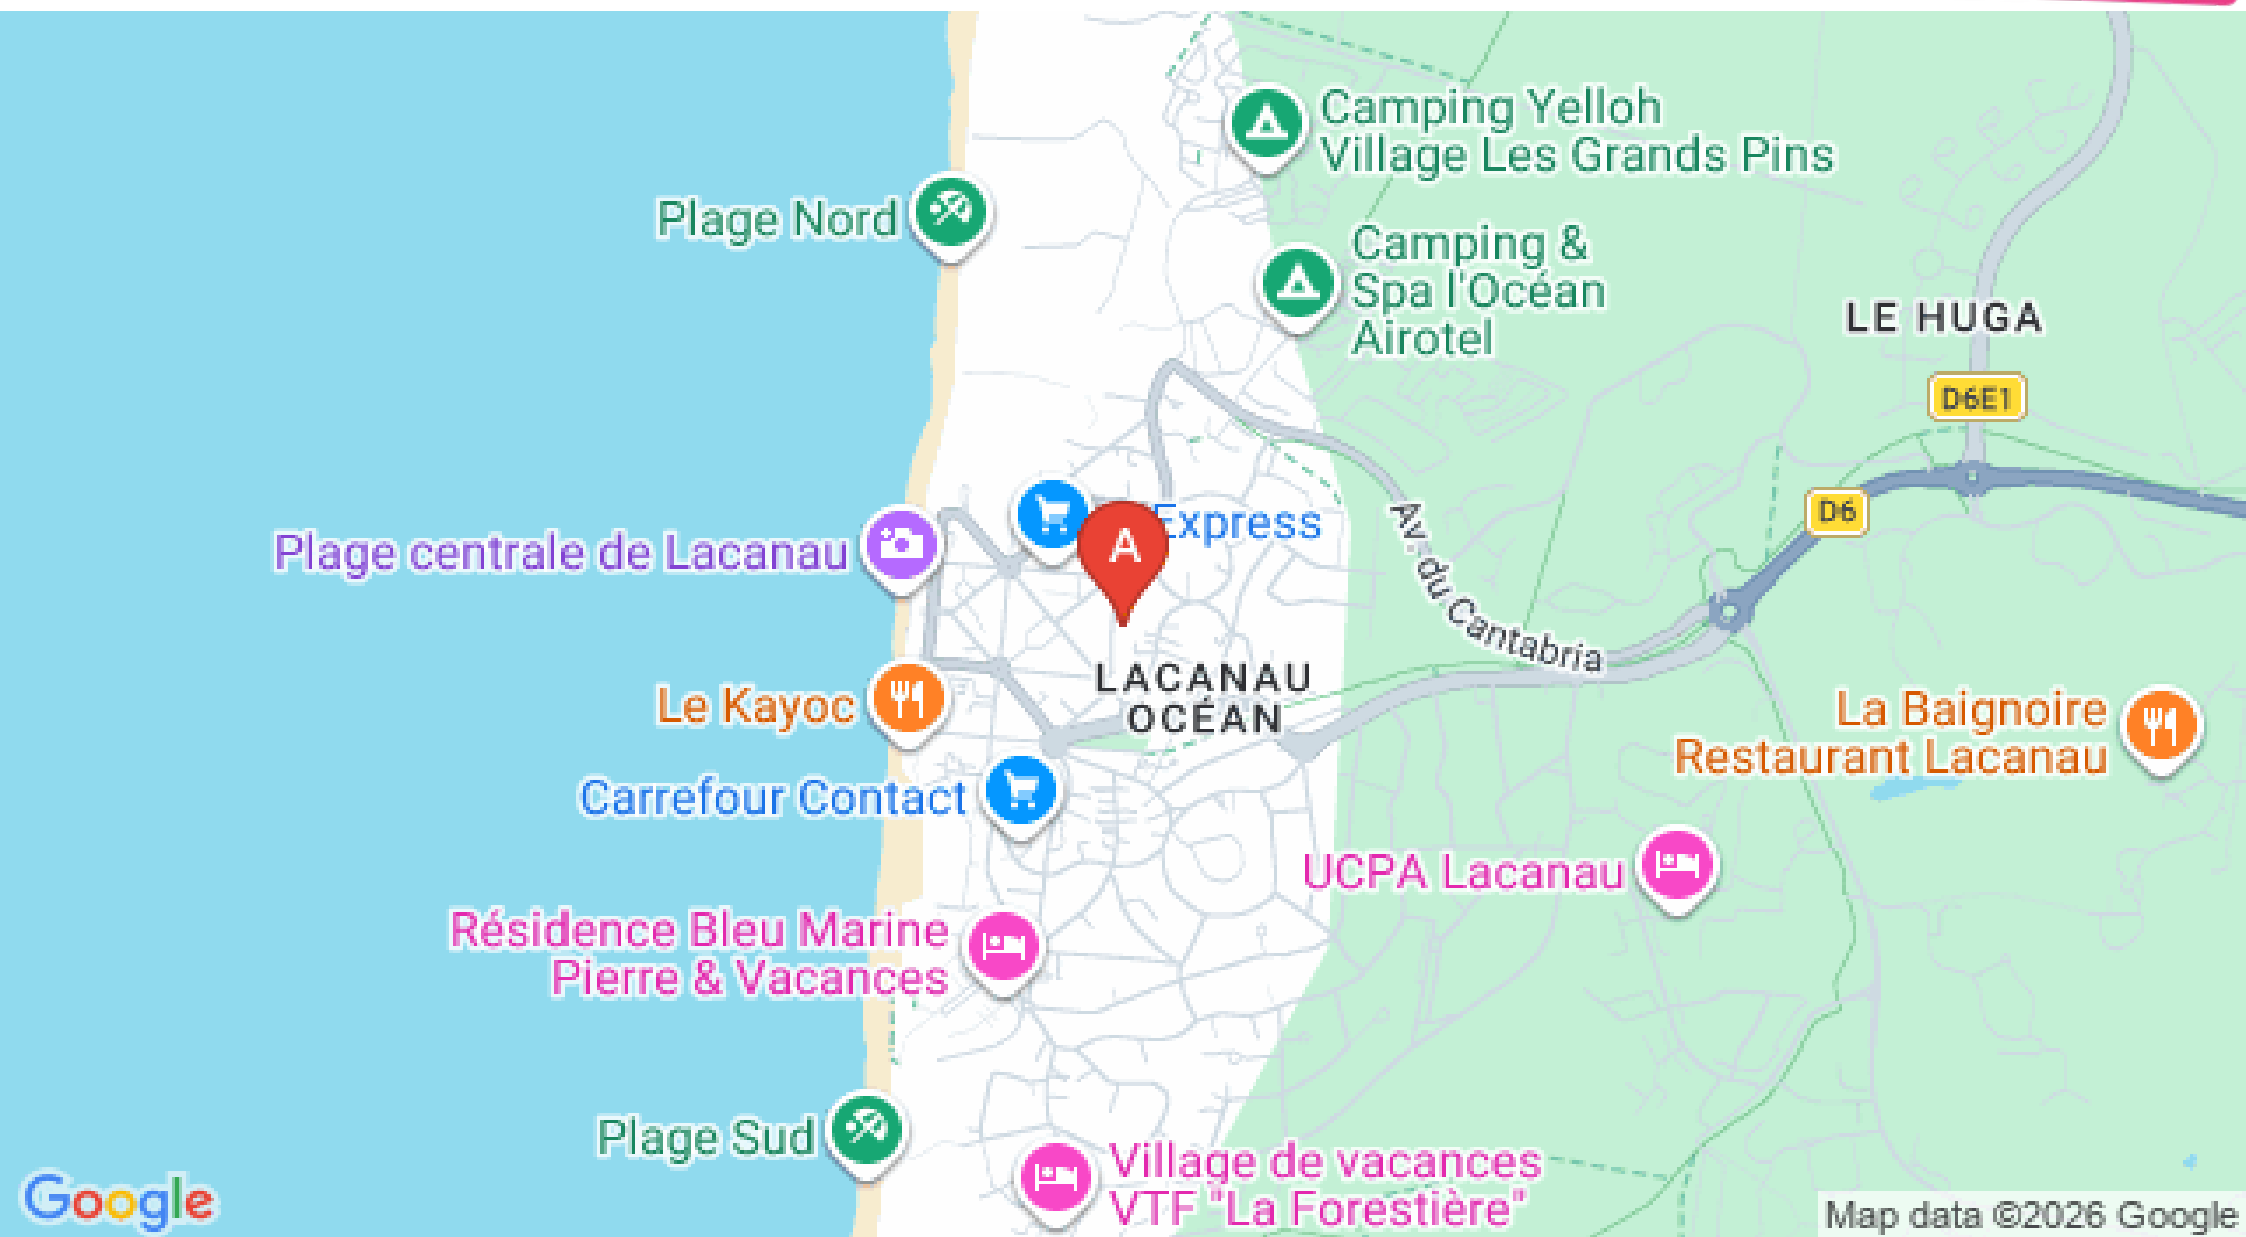 Camping Yelloh
Village Les Grands Pins
Plage Nord
Camping &
Spa l'Océan
Airotel
LE HUGA
D6E1
D6
Express
A
Plage centrale de Lacanau
Av. du Cantabria
LACANAU
OCÉAN
Le Kayoc
La Baignoire
Restaurant Lacanau
Carrefour Contact
UCPA Lacanau
Résidence Bleu Marine
Pierre & Vacances
Plage Sud
Village de vacances
VTF "La Forestière"
Google
Map data ©2026 Google